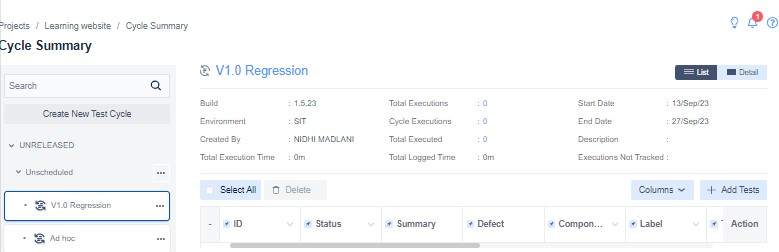 Projects / Learning website / Cycle Summary
1
Cycle Summary
Search
Create New Test Cycle
UNRELEASED
Unscheduled
V1.0 Regression
Ad hoc
V1.0 Regression
List
Detail
Build : 1.5.23 Total Executions : 0 Start Date : 13/Sep/23
Environment : SIT Cycle Executions : 0 End Date : 27/Sep/23
Created By : NIDHI MADLANI Total Executed : 0 Description :
Total Execution Time : 0m Total Logged Time : 0m Executions Not Tracked :
Select All Delete Columns + Add Tests
- ID Status Summary Defect Compon... Label Action